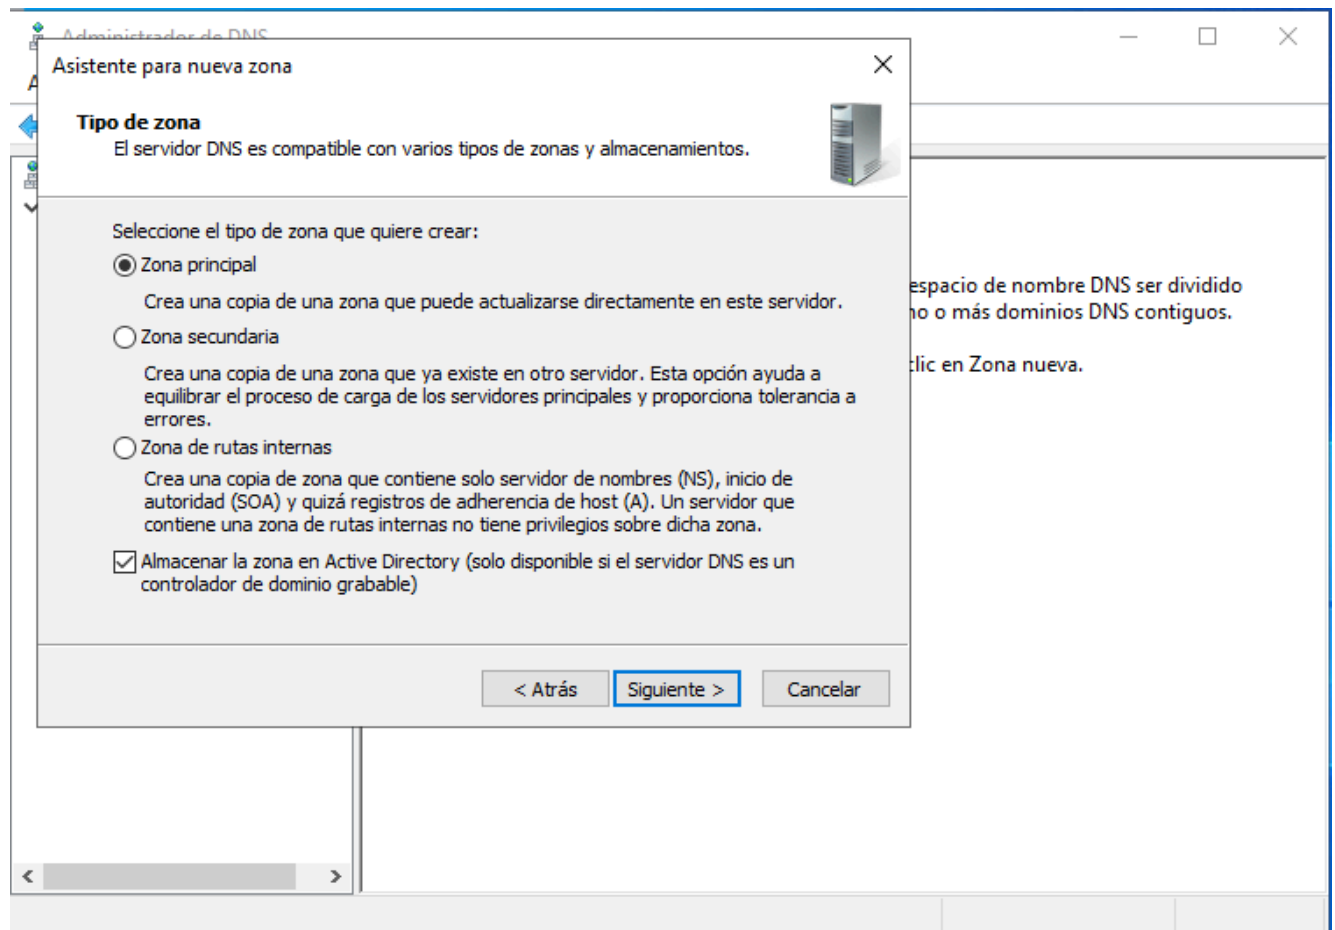 Administrador de DNS
Asistente para nueva zona
Tipo de zona
El servidor DNS es compatible con varios tipos de zonas y almacenamientos.
Seleccione el tipo de zona que quiere crear:
Zona principal
Crea una copia de una zona que puede actualizarse directamente en este servidor.
Zona secundaria
Crea una copia de una zona que ya existe en otro servidor. Esta opción ayuda a
equilibrar el proceso de carga de los servidores principales y proporciona tolerancia a
errores.
Zona de rutas internas
Crea una copia de zona que contiene solo servidor de nombres (NS), inicio de
autoridad (SOA) y quizá registros de adherencia de host (A). Un servidor que
contiene una zona de rutas internas no tiene privilegios sobre dicha zona.
Almacenar la zona en Active Directory (solo disponible si el servidor DNS es un
controlador de dominio grabable)
< Atrás
Siguiente >
Cancelar
espacio de nombre DNS ser dividido
o más dominios DNS contiguos.
en Zona nueva.